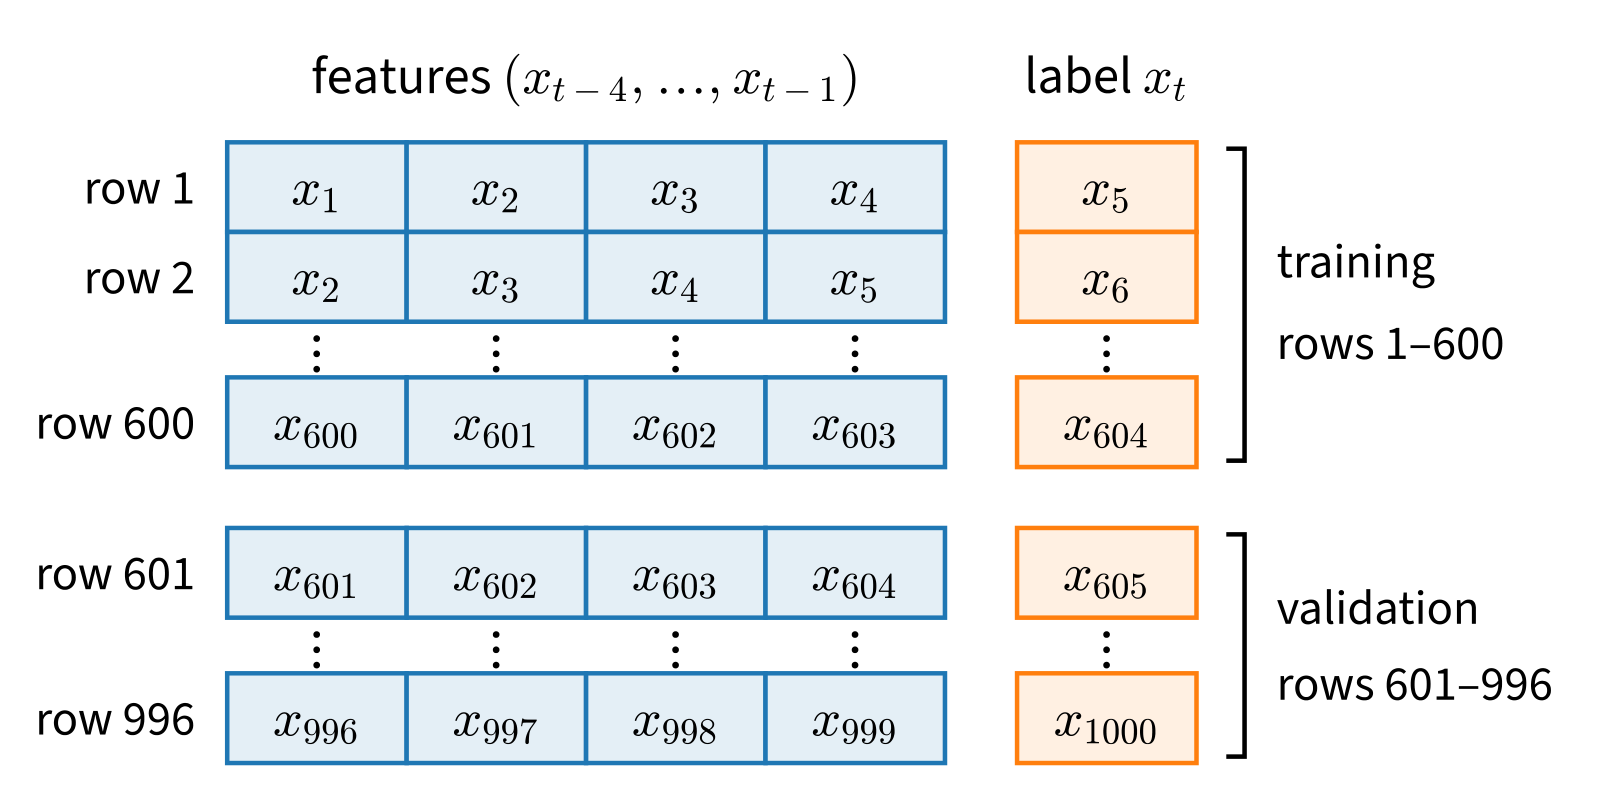 features (x_{t−4}, …, x_{t−1}) label x_t
row 1 x_1 x_2 x_3 x_4 x_5
row 2 x_2 x_3 x_4 x_5 x_6
training
rows 1–600
⋮ ⋮ ⋮ ⋮ ⋮
row 600 x_600 x_601 x_602 x_603 x_604
row 601 x_601 x_602 x_603 x_604 x_605
validation
rows 601–996
⋮ ⋮ ⋮ ⋮ ⋮
row 996 x_996 x_997 x_998 x_999 x_1000